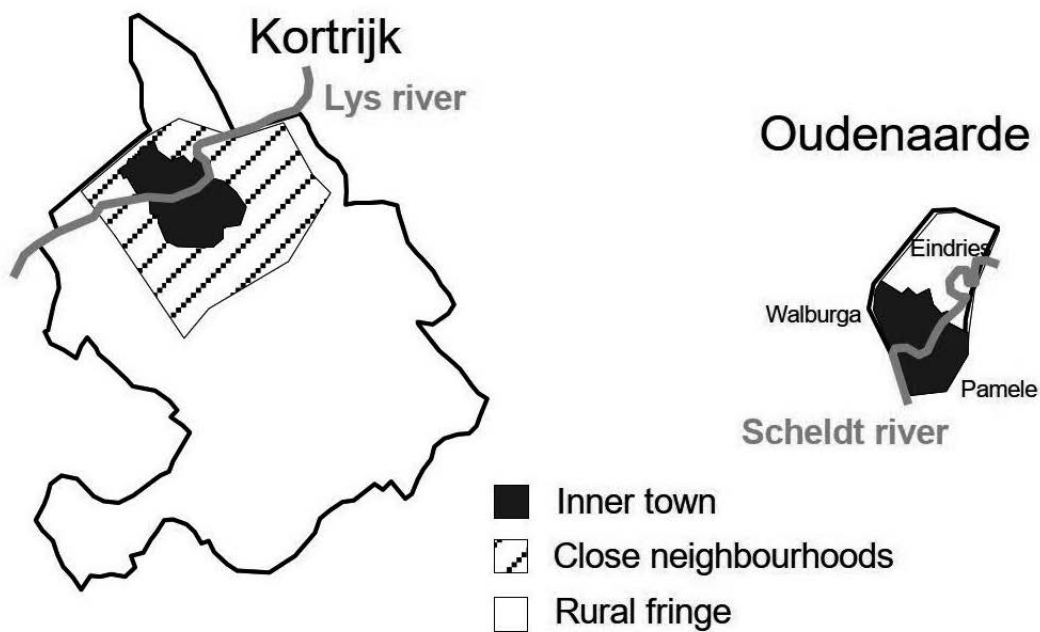 Kortrijk
Lys river
Oudenaarde
Eindries
Walburga
Pamele
Scheldt river
Inner town
Close neighbourhoods
Rural fringe